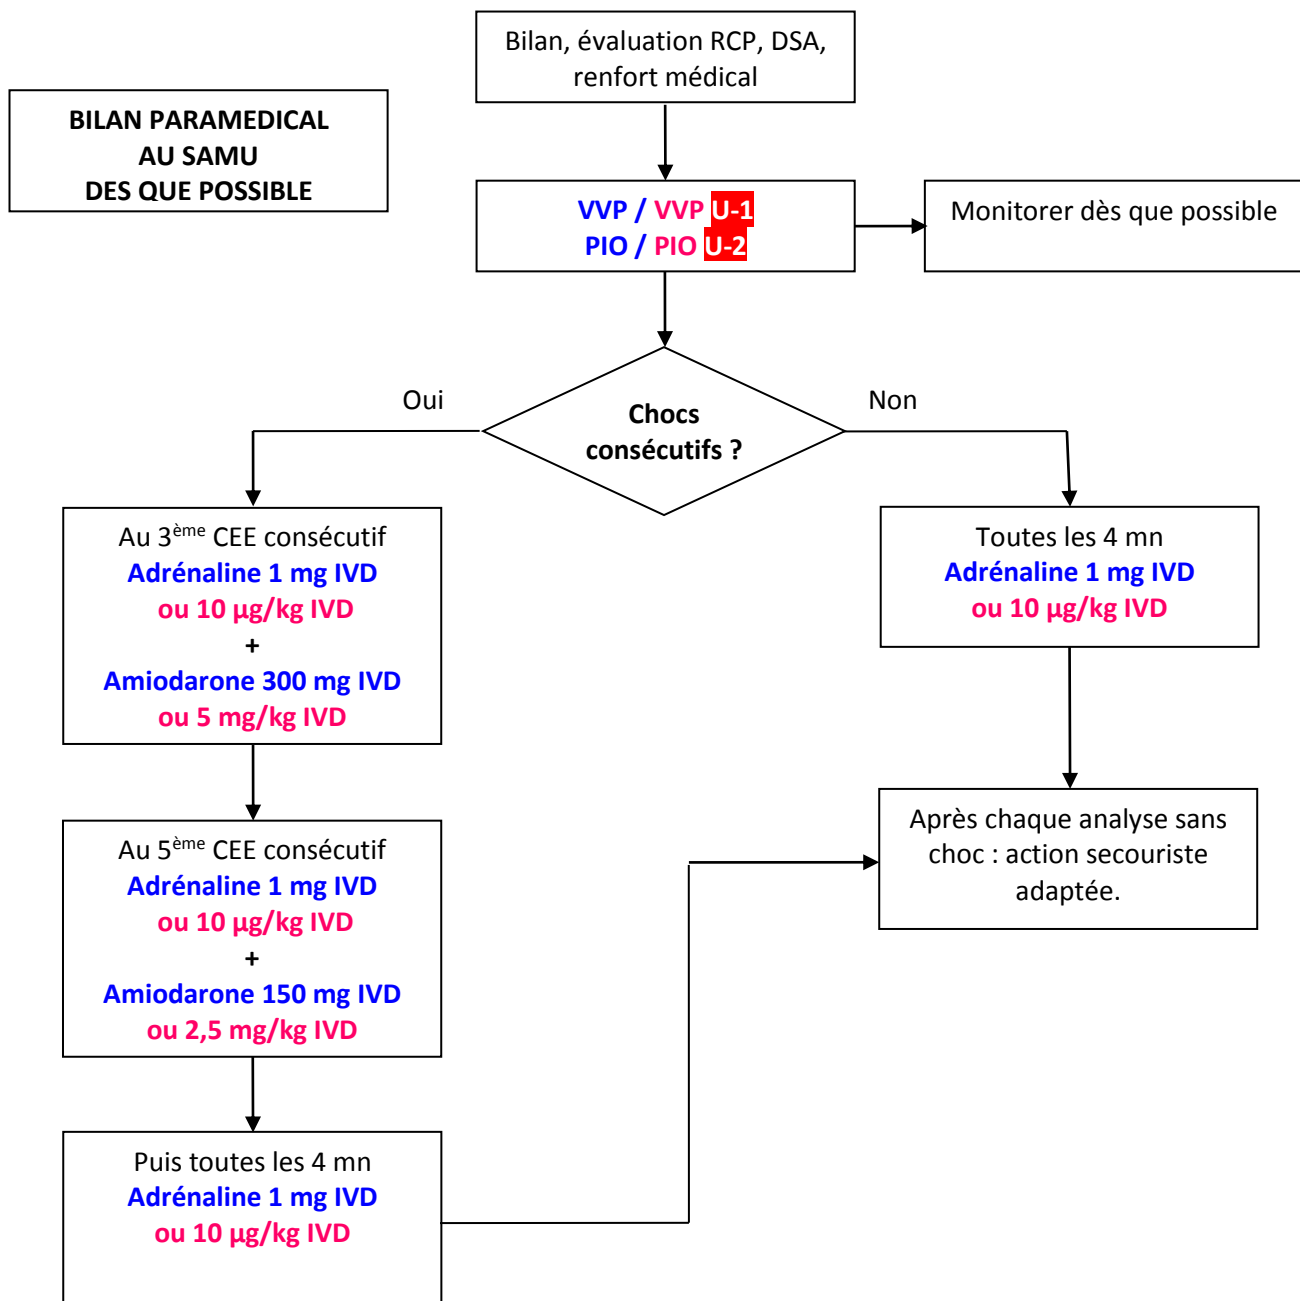 Bilan, évaluation RCP, DSA,
renfort médical
BILAN PARAMEDICAL
AU SAMU
DES QUE POSSIBLE
VVP / VVP U-1
PIO / PIO U-2
Monitorer dès que possible
Oui
Chocs
consécutifs ?
Non
Au 3ème CEE consécutif
Adrénaline 1 mg IVD
ou 10 µg/kg IVD
+
Amiodarone 300 mg IVD
ou 5 mg/kg IVD
Toutes les 4 mn
Adrénaline 1 mg IVD
ou 10 µg/kg IVD
Au 5ème CEE consécutif
Adrénaline 1 mg IVD
ou 10 µg/kg IVD
+
Amiodarone 150 mg IVD
ou 2,5 mg/kg IVD
Après chaque analyse sans
choc : action secouriste
adaptée.
Puis toutes les 4 mn
Adrénaline 1 mg IVD
ou 10 µg/kg IVD